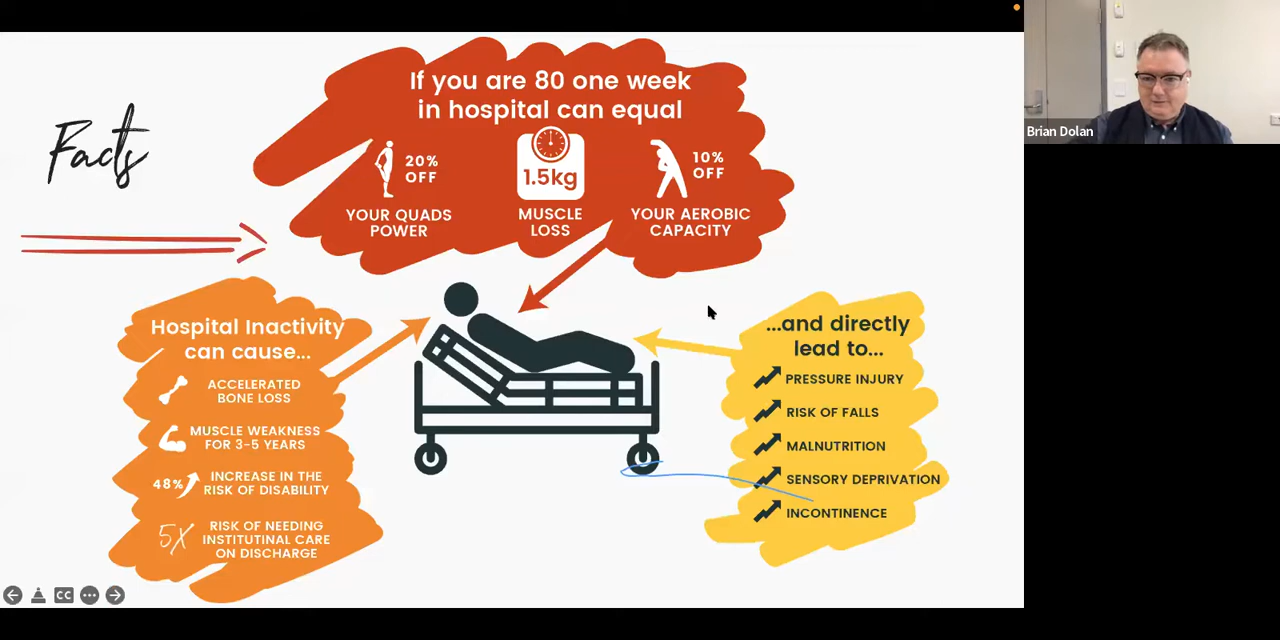 Facts
If you are 80 one week
in hospital can equal
20%
OFF
YOUR QUADS
POWER
1.5kg
MUSCLE
LOSS
10%
OFF
YOUR AEROBIC
CAPACITY
Hospital Inactivity
can cause...
ACCELERATED
BONE LOSS
MUSCLE WEAKNESS
FOR 3-5 YEARS
48%
INCREASE IN THE
RISK OF DISABILITY
5X
RISK OF NEEDING
INSTITUTINAL CARE
ON DISCHARGE
...and directly
lead to...
PRESSURE INJURY
RISK OF FALLS
MALNUTRITION
SENSORY DEPRIVATION
INCONTINENCE
Brian Dolan
CC